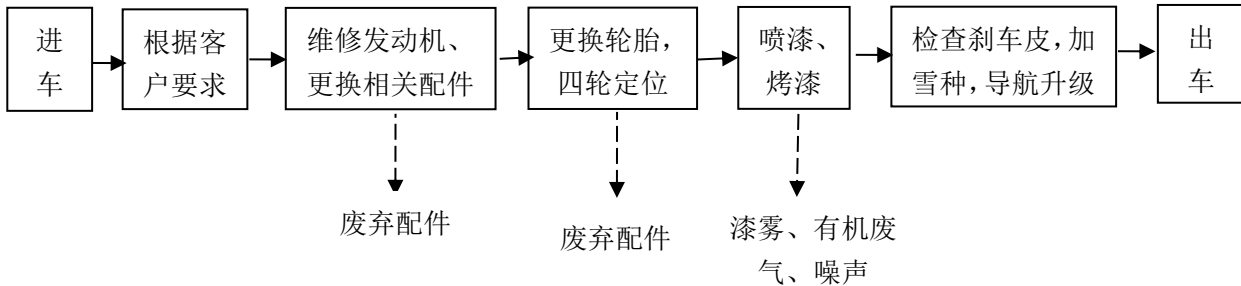 进
车
根据客
户要求
维修发动机、
更换相关配件
更换轮胎，
四轮定位
喷漆、
烤漆
检查刹车皮，加
雪种，导航升级
出
车
废弃配件
废弃配件
漆雾、有机废
气、噪声